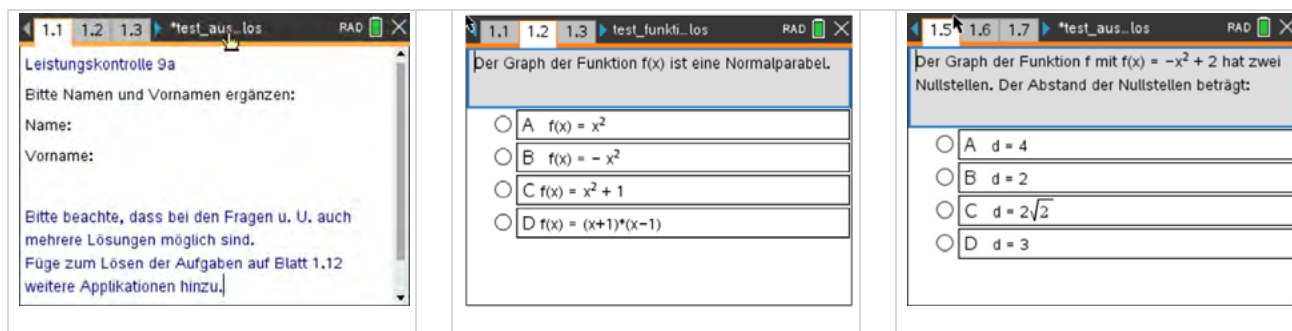 1.1 1.2 1.3 *test_aus…los RAD
Leistungskontrolle 9a
Bitte Namen und Vornamen ergänzen:
Name:
Vorname:
Bitte beachte, dass bei den Fragen u. U. auch
mehrere Lösungen möglich sind.
Füge zum Lösen der Aufgaben auf Blatt 1.12
weitere Applikationen hinzu.
1.1 1.2 1.3 test_funkti…los RAD
Der Graph der Funktion f(x) ist eine Normalparabel.
A f(x) = x²
B f(x) = − x²
C f(x) = x² + 1
D f(x) = (x+1)*(x−1)
1.5 1.6 1.7 *test_aus…los RAD
Der Graph der Funktion f mit f(x) = −x² + 2 hat zwei
Nullstellen. Der Abstand der Nullstellen beträgt:
A d = 4
B d = 2
C d = 2√2
D d = 3